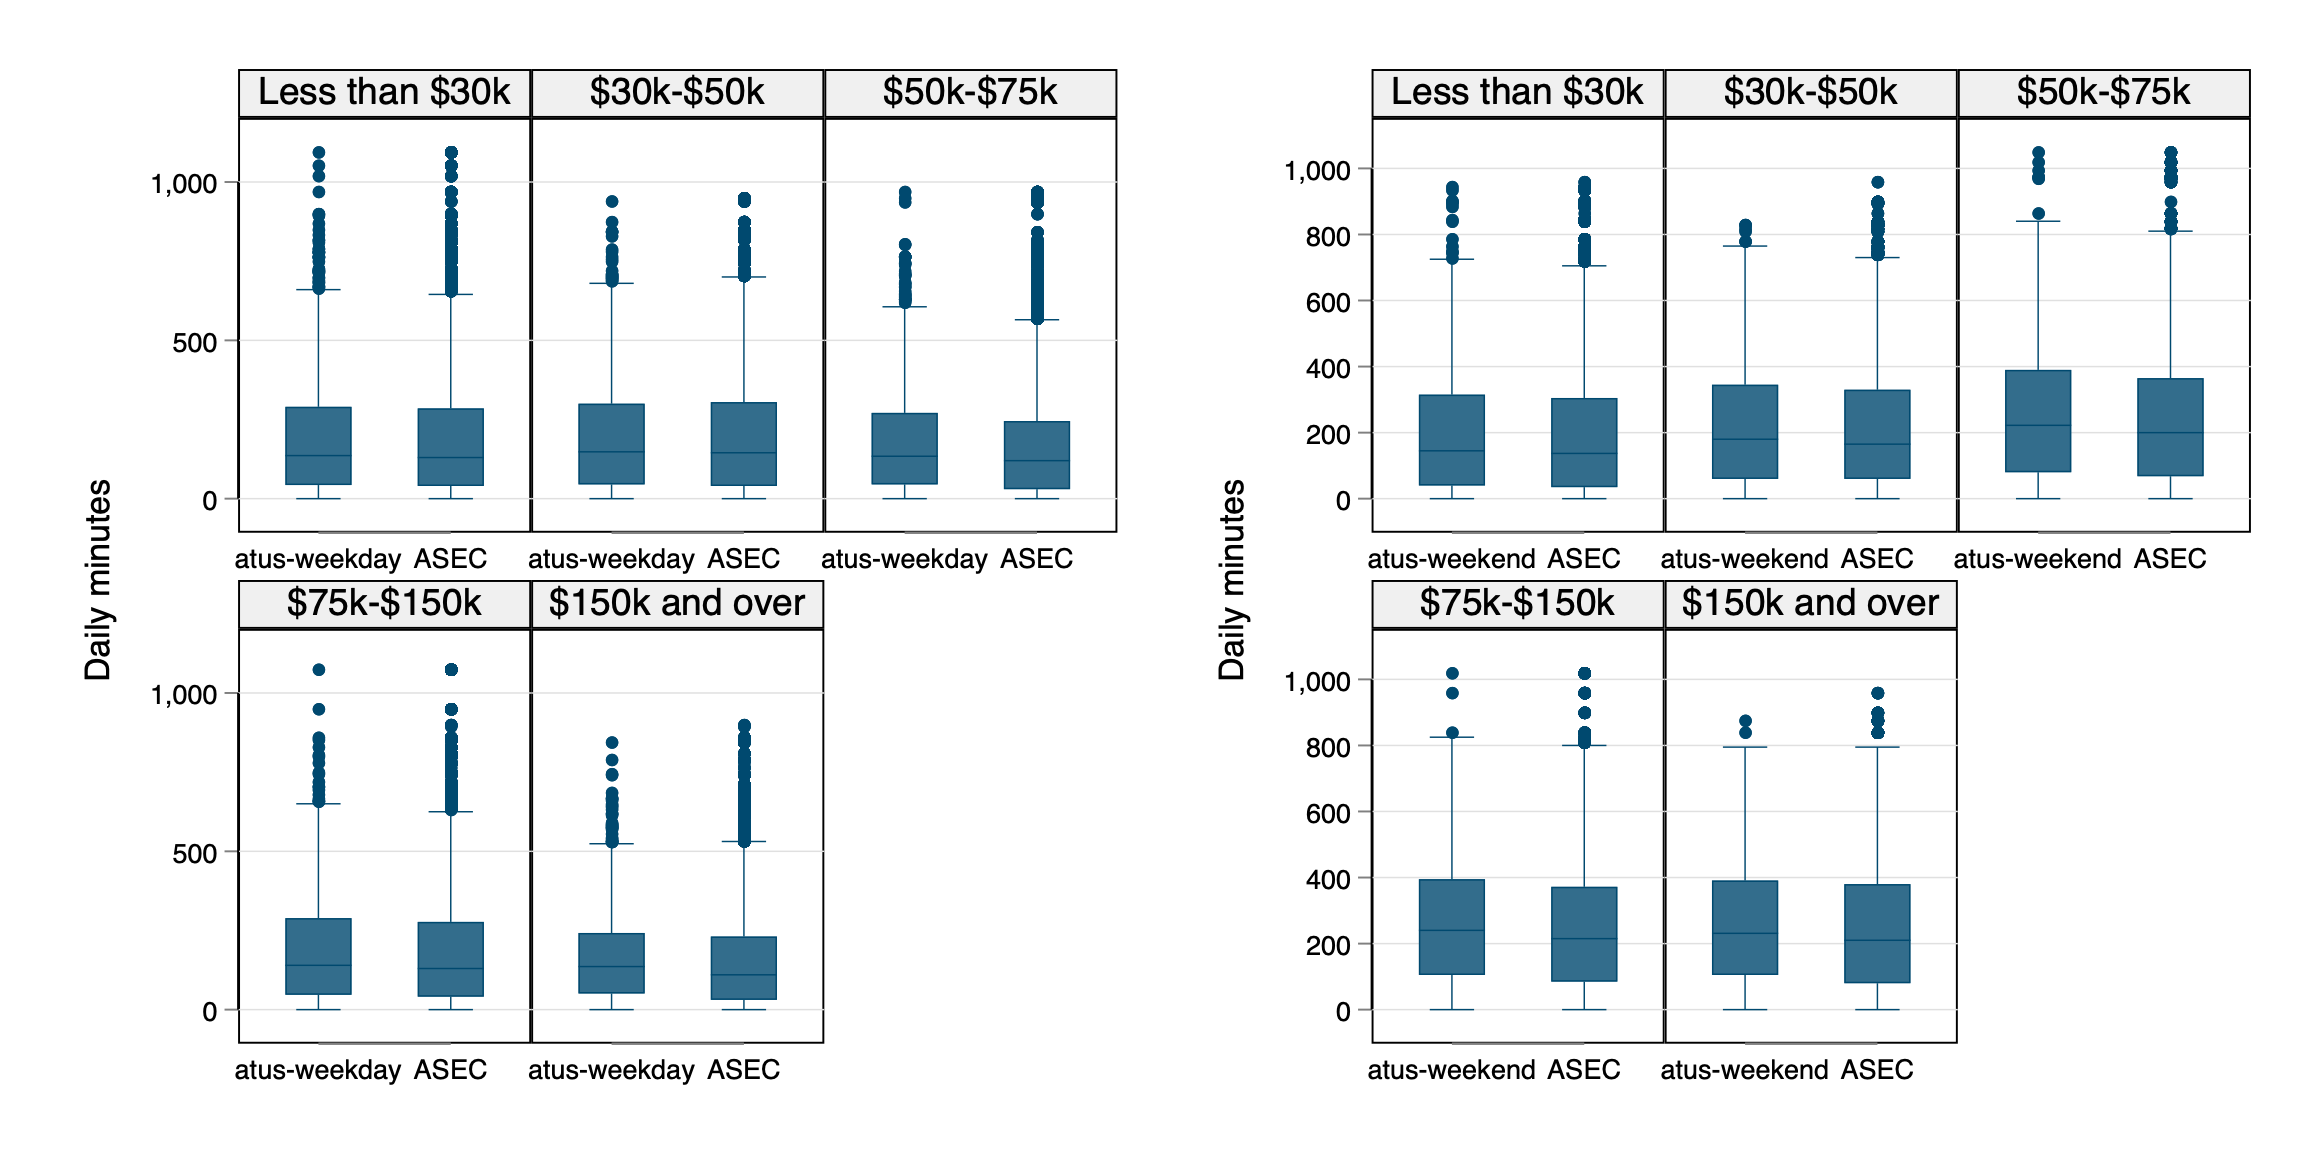 Less than $30k
$30k-$50k
$50k-$75k
Daily minutes
1,000
500
0
atus-weekday ASEC
atus-weekday ASEC
atus-weekday ASEC
$75k-$150k
$150k and over
1,000
500
0
atus-weekday ASEC
atus-weekday ASEC
Less than $30k
$30k-$50k
$50k-$75k
Daily minutes
1,000
800
600
400
200
0
atus-weekend ASEC
atus-weekend ASEC
atus-weekend ASEC
$75k-$150k
$150k and over
1,000
800
600
400
200
0
atus-weekend ASEC
atus-weekend ASEC